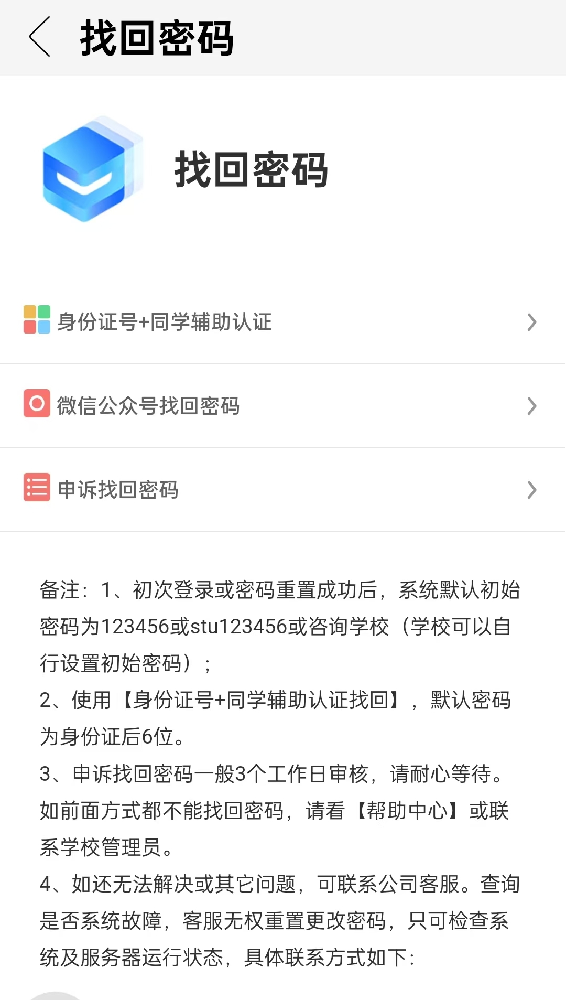 找回密码
找回密码
身份证号+同学辅助认证
微信公众号找回密码
申诉找回密码
备注：1、初次登录或密码重置成功后，系统默认初始
密码为123456或stu123456或咨询学校（学校可以自
行设置初始密码）;
2、使用【身份证号+同学辅助认证找回】，默认密码
为身份证后6位。
3、申诉找回密码一般3个工作日审核，请耐心等待。
如前面方式都不能找回密码，请看【帮助中心】或联
系学校管理员。
4、如还无法解决或其它问题，可联系公司客服。查询
是否系统故障，客服无权重置更改密码，只可检查系
统及服务器运行状态，具体联系方式如下：